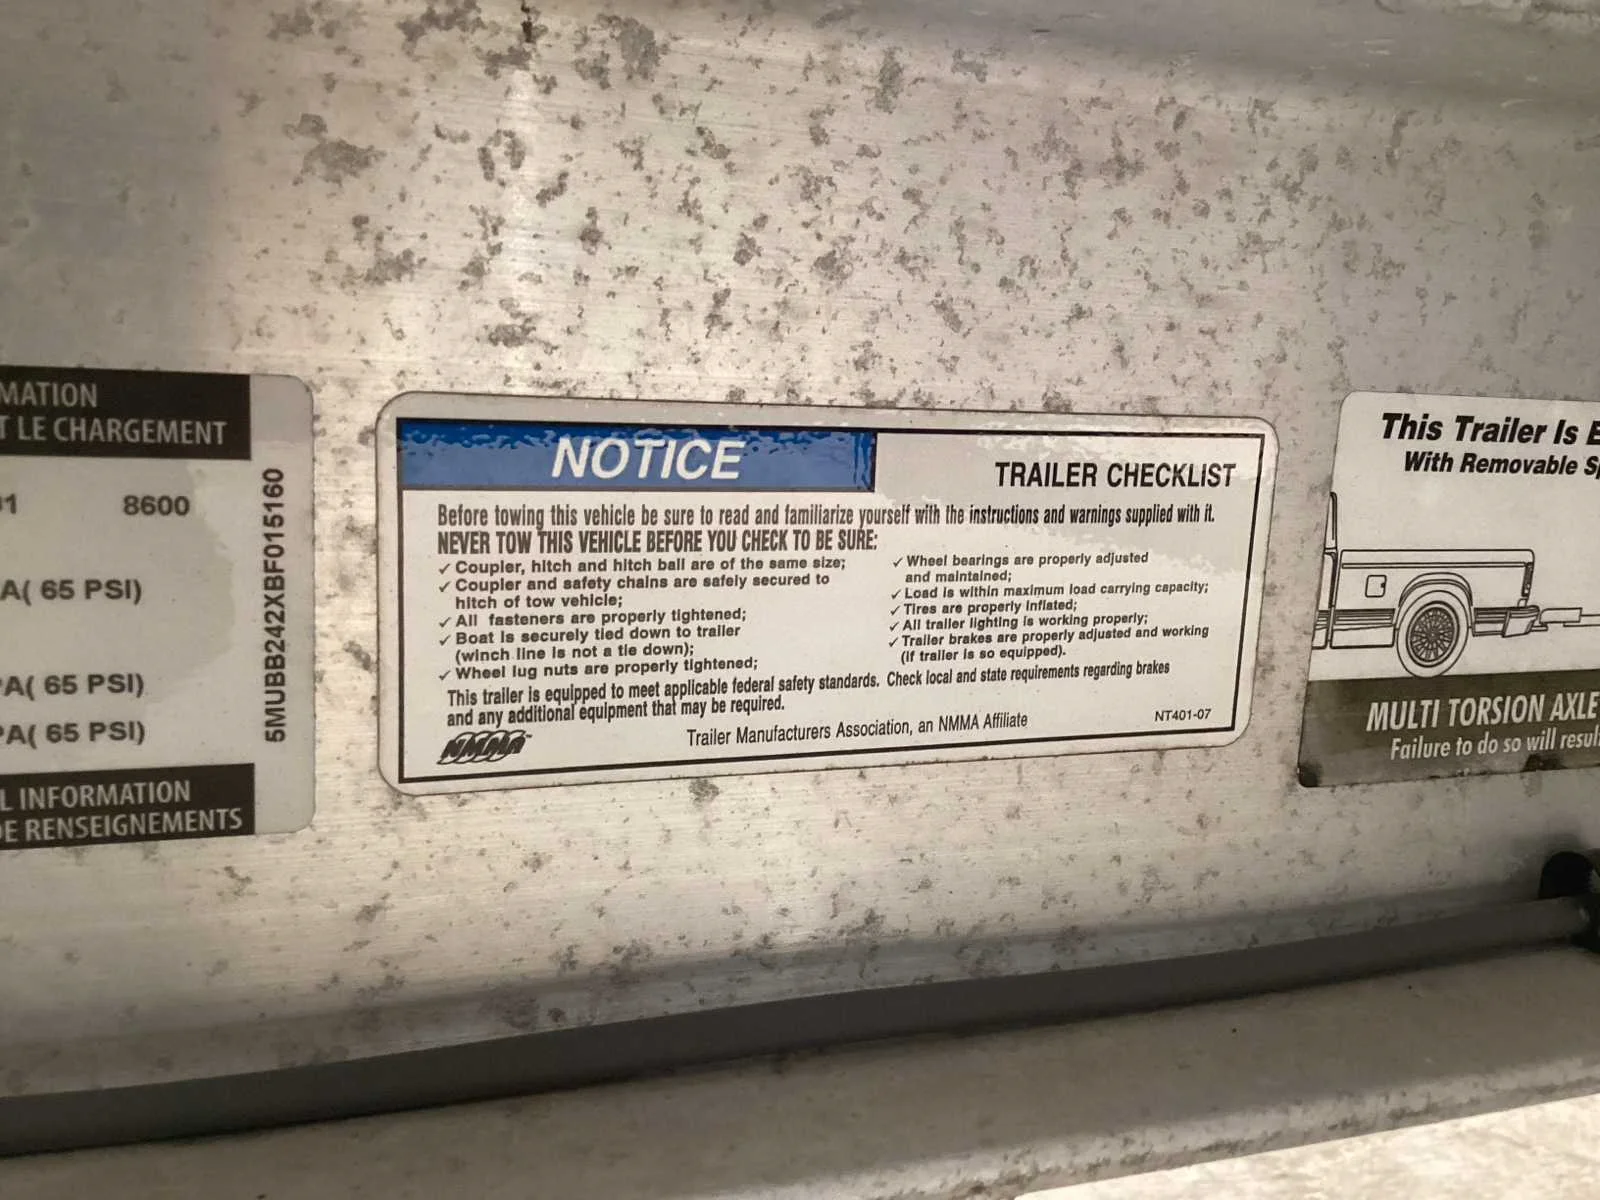 MATION
T LE CHARGEMENT
8600
A( 65 PSI)
A( 65 PSI)
A( 65 PSI)
L INFORMATION
E RENSEIGNEMENTS
5MUBB242XBF015160
NOTICE
TRAILER CHECKLIST
Before towing this vehicle be sure to read and familiarize yourself with the instructions and warnings supplied with it.
NEVER TOW THIS VEHICLE BEFORE YOU CHECK TO BE SURE:
✓ Coupler, hitch and hitch ball are of the same size;
✓ Coupler and safety chains are safely secured to
hitch of tow vehicle;
✓ All fasteners are properly tightened;
✓ Boat is securely tied down to trailer
(winch line is not a tie down);
✓ Wheel lug nuts are properly tightened;
✓ Wheel bearings are properly adjusted
and maintained;
✓ Load is within maximum load carrying capacity;
✓ Tires are properly inflated;
✓ All trailer lighting is working properly;
✓ Trailer brakes are properly adjusted and working
(if trailer is so equipped).
This trailer is equipped to meet applicable federal safety standards. Check local and state requirements regarding brakes
and any additional equipment that may be required.
NMMA™
Trailer Manufacturers Association, an NMMA Affiliate
NT401-07
This Trailer Is E
With Removable Sp
MULTI TORSION AXLE
Failure to do so will result